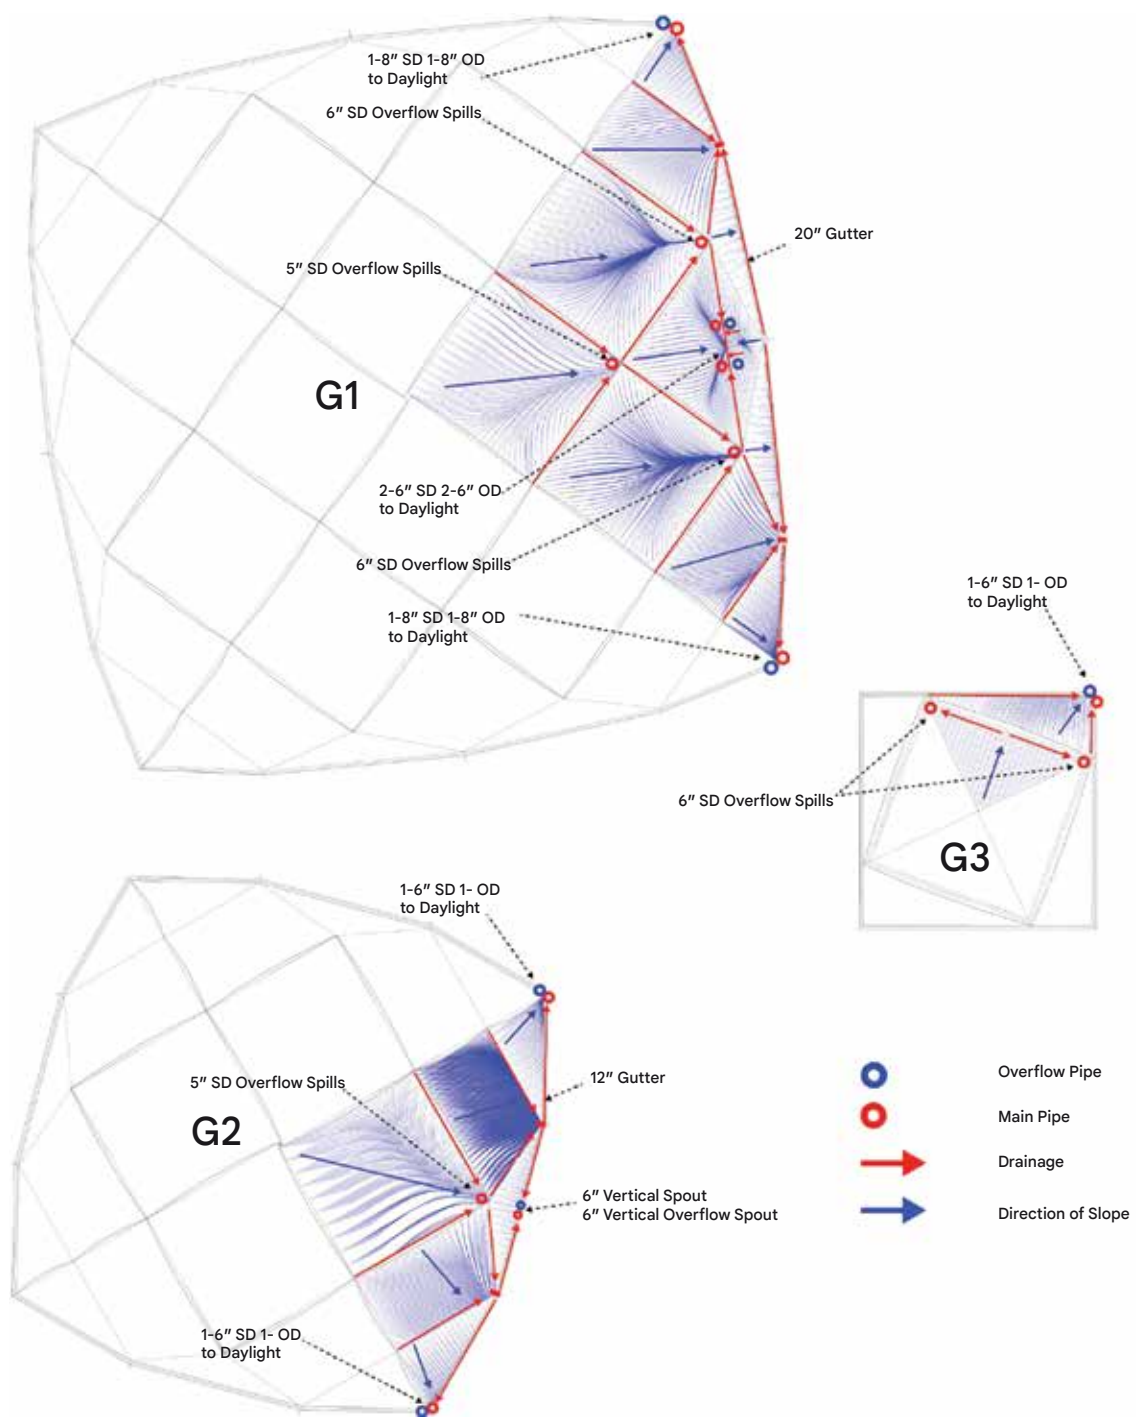 1-8" SD 1-8" OD
to Daylight
6" SD Overflow Spills
20" Gutter
5" SD Overflow Spills
G1
2-6" SD 2-6" OD
to Daylight
6" SD Overflow Spills
1-8" SD 1-8" OD
to Daylight
1-6" SD 1- OD
to Daylight
6" SD Overflow Spills
G3
1-6" SD 1- OD
to Daylight
5" SD Overflow Spills
12" Gutter
G2
6" Vertical Spout
6" Vertical Overflow Spout
1-6" SD 1- OD
to Daylight
Overflow Pipe
Main Pipe
Drainage
Direction of Slope